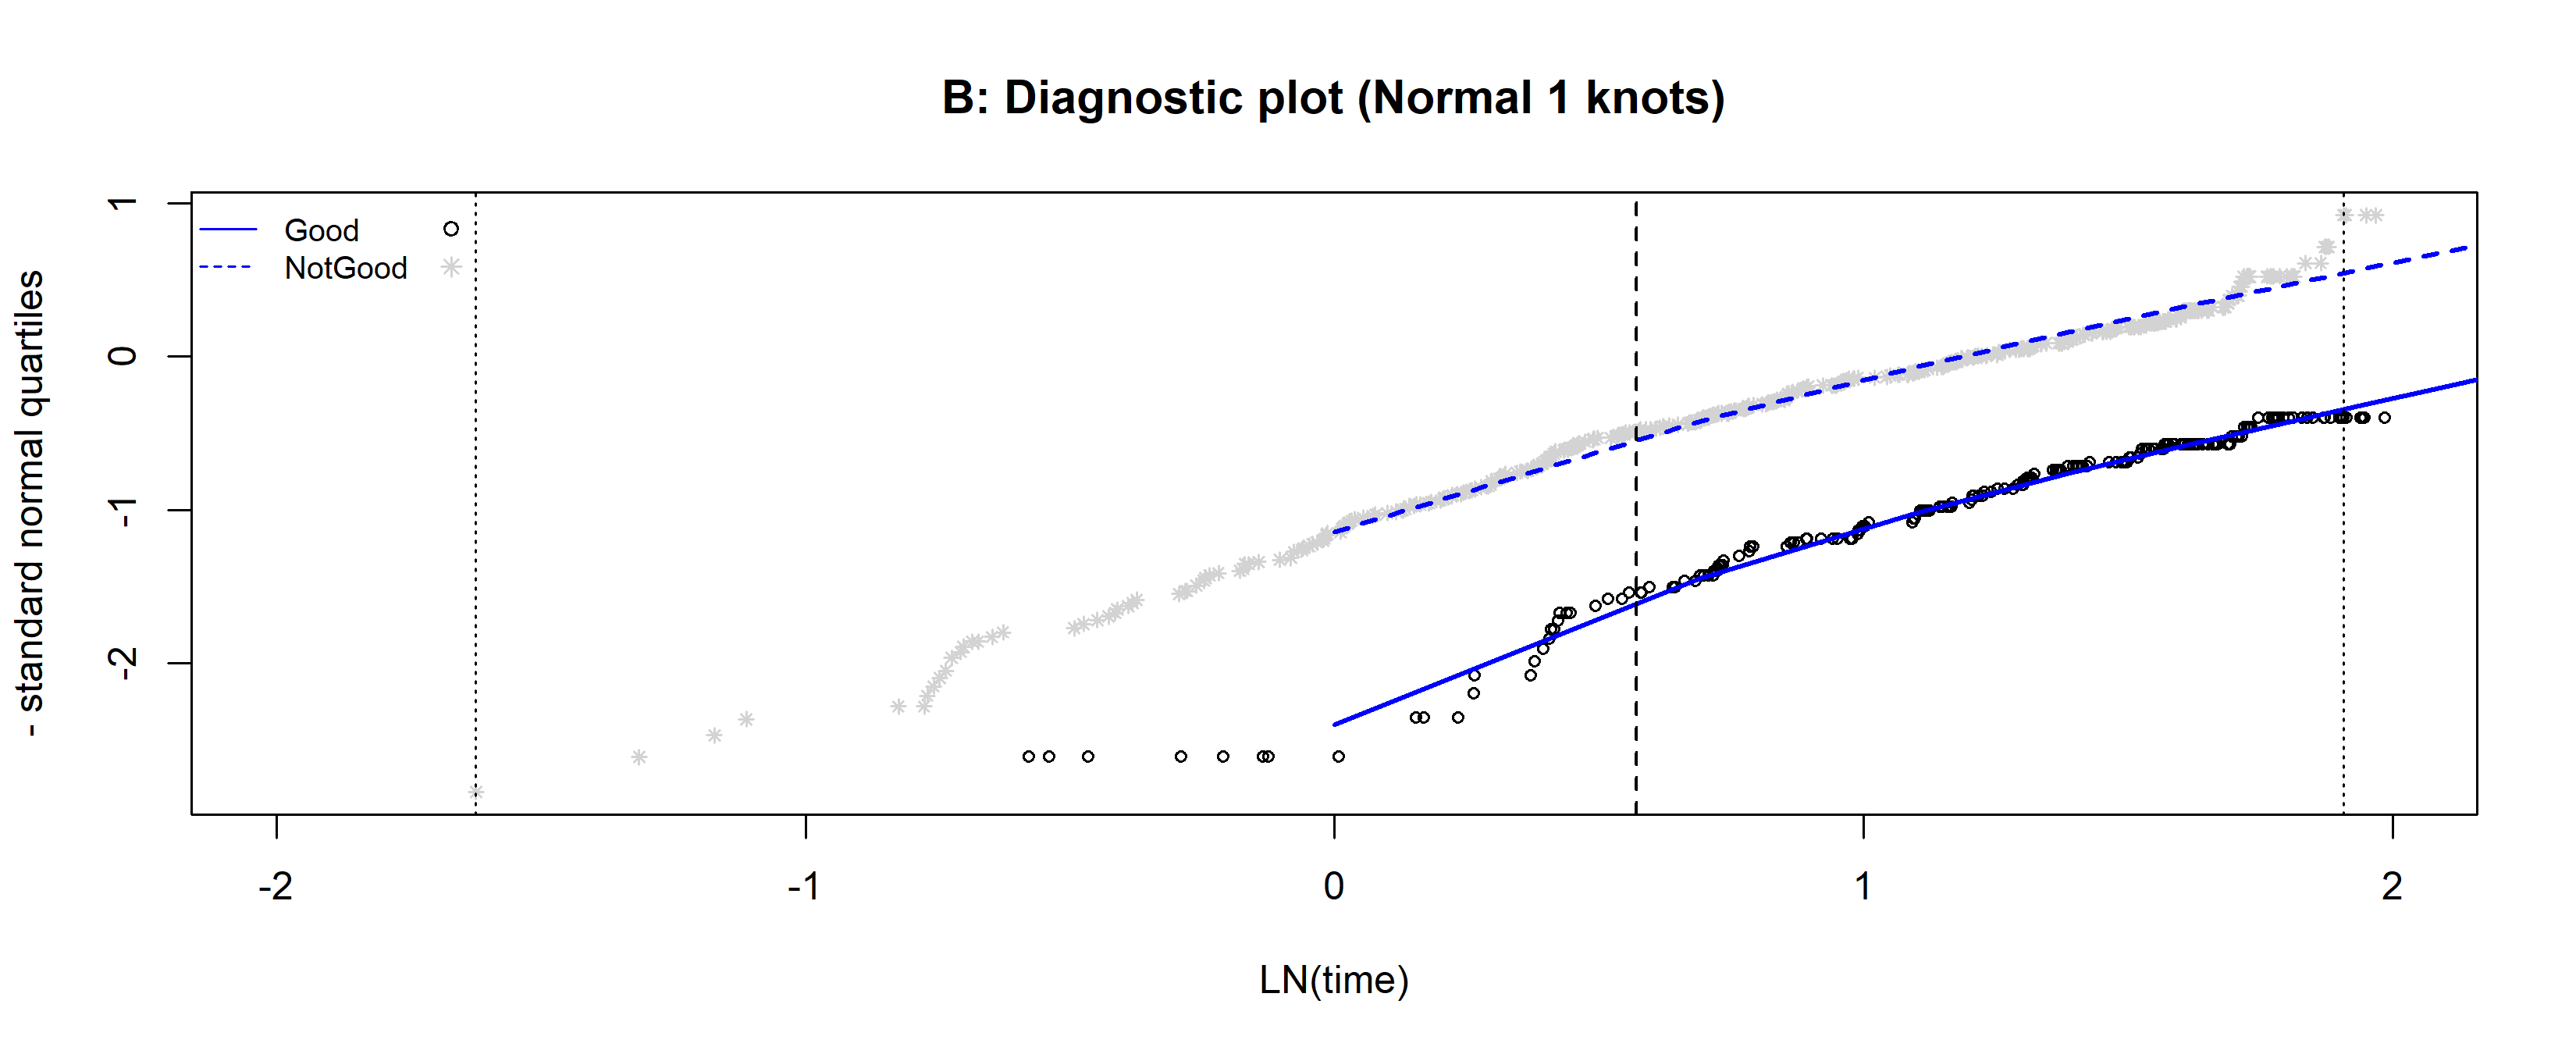 B: Diagnostic plot (Normal 1 knots)
- standard normal quartiles
1
0
-1
-2
Good
NotGood
-2 -1 0 1 2
LN(time)